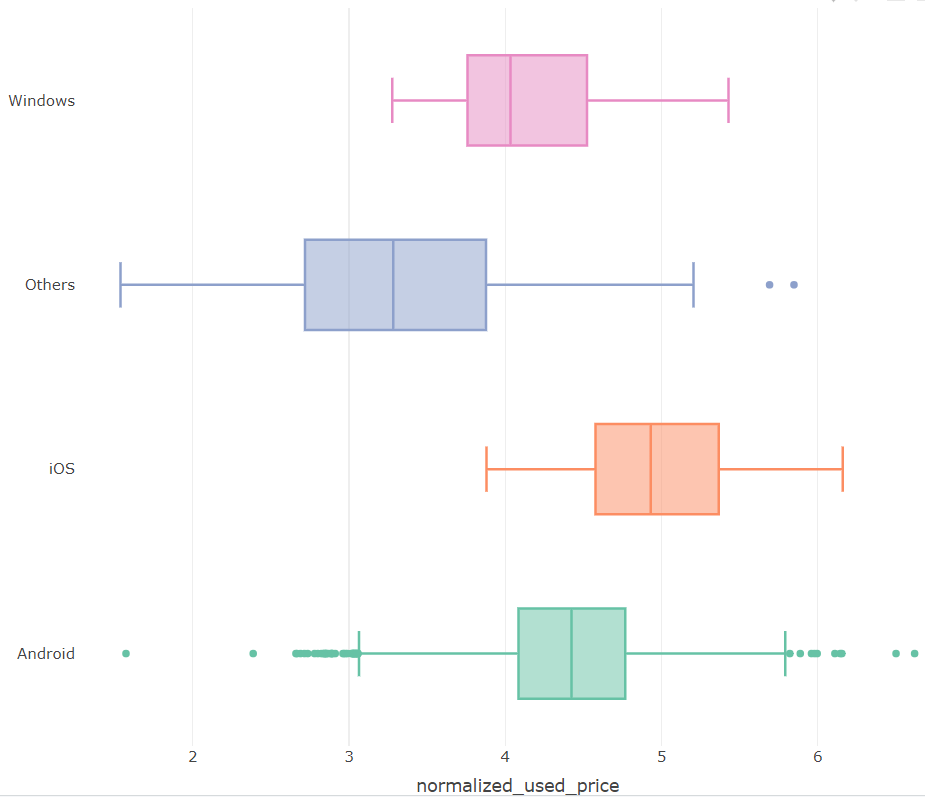 Windows
Others
iOS
Android
2 3 4 5 6
normalized_used_price